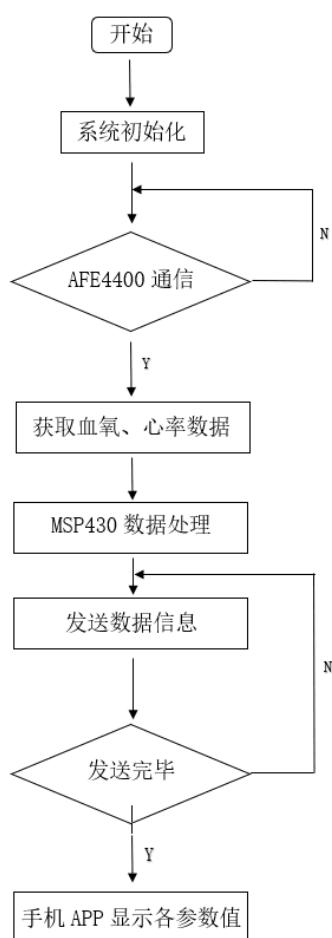 开始
系统初始化
N
AFE4400 通信
Y
获取血氧、心率数据
MSP430 数据处理
发送数据信息
N
发送完毕
Y
手机 APP 显示各参数值